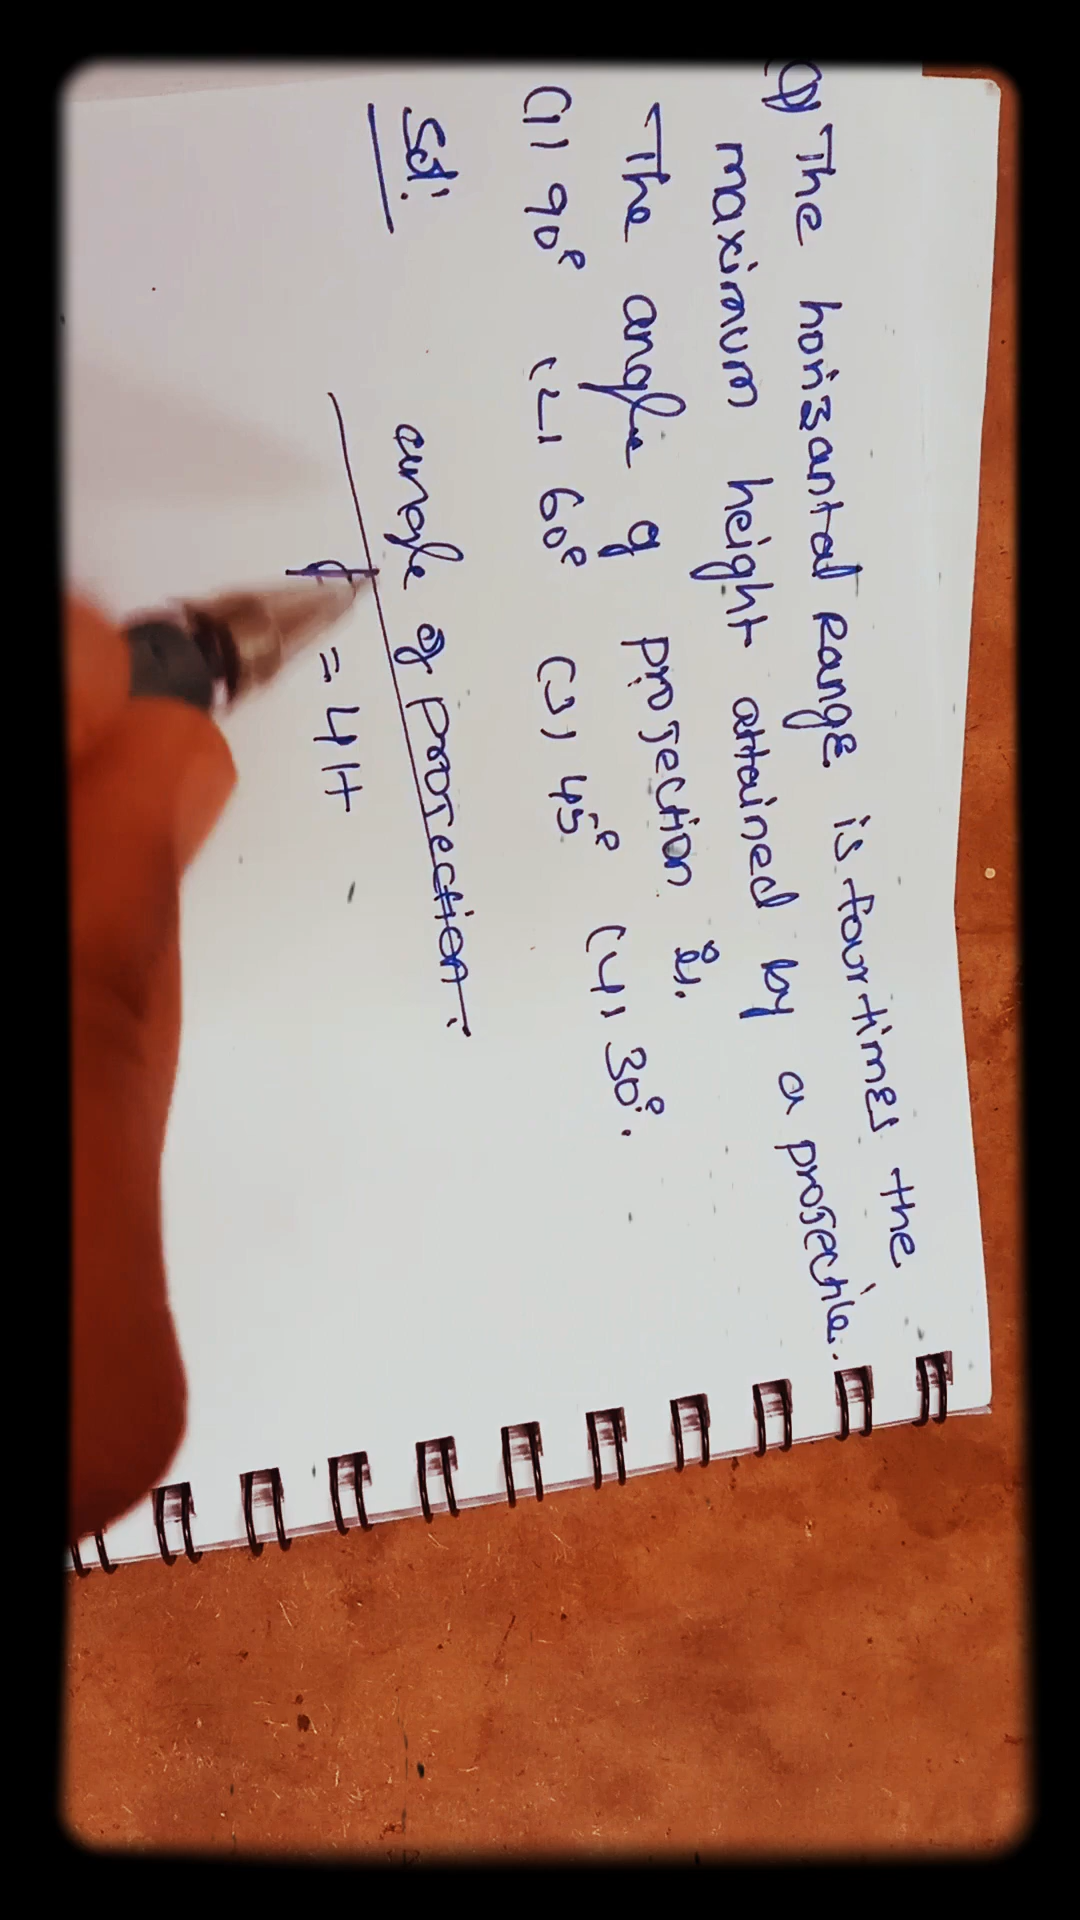 Q) The horizantal Range is four times the
maximum height attained by a projectile.
The angle of projection is.
(1) 90° (2) 60° (3) 45° (4) 30°.
Sol:
angle of projection.
= 4H